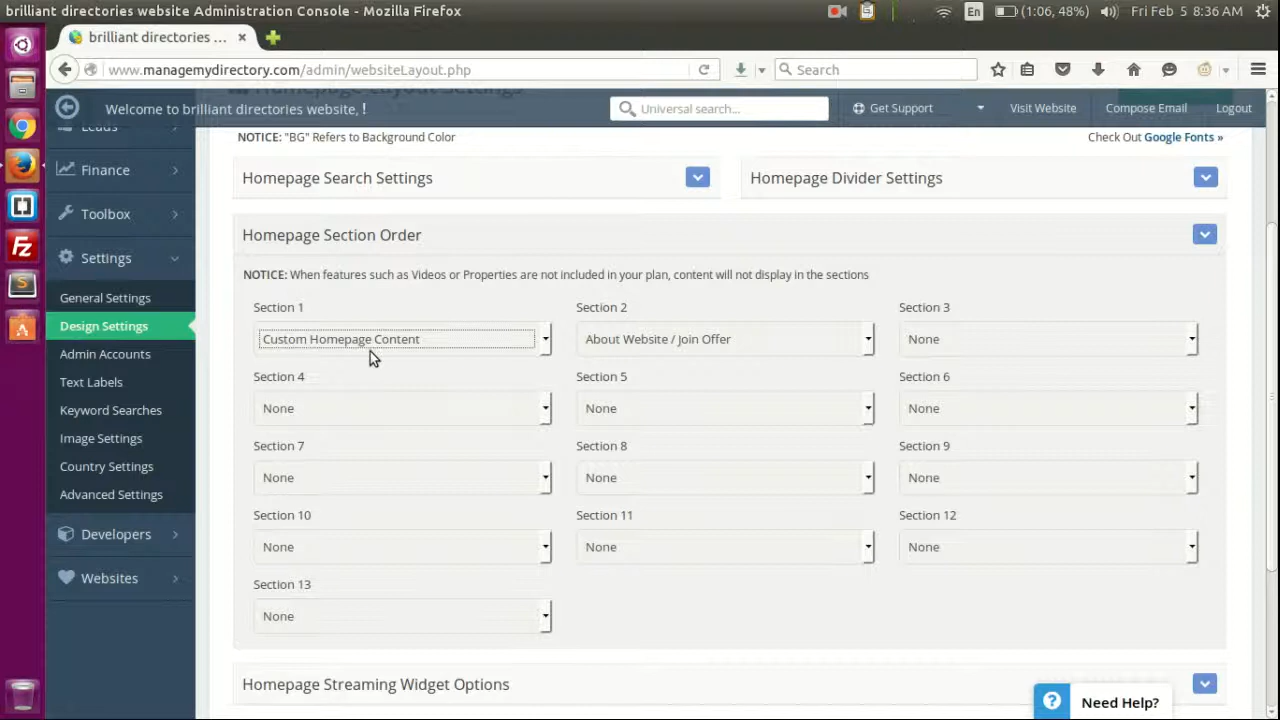 brilliant directories website Administration Console - Mozilla Firefox
En
(1:06, 48%)
Fri Feb 5 8:36 AM
brilliant directories ...
www.managemydirectory.com/admin/websiteLayout.php
Search
Homepage Layout Settings
Welcome to brilliant directories website, !
Universal search...
Get Support
Visit Website
Compose Email
Logout
Leads
Finance
Toolbox
Settings
General Settings
Design Settings
Admin Accounts
Text Labels
Keyword Searches
Image Settings
Country Settings
Advanced Settings
Developers
Websites
NOTICE: "BG" Refers to Background Color
Check Out Google Fonts »
Homepage Search Settings
Homepage Divider Settings
Homepage Section Order
NOTICE: When features such as Videos or Properties are not included in your plan, content will not display in the sections
Section 1
Section 2
Section 3
Custom Homepage Content
About Website / Join Offer
None
Section 4
Section 5
Section 6
None
None
None
Section 7
Section 8
Section 9
None
None
None
Section 10
Section 11
Section 12
None
None
None
Section 13
None
Homepage Streaming Widget Options
Need Help?